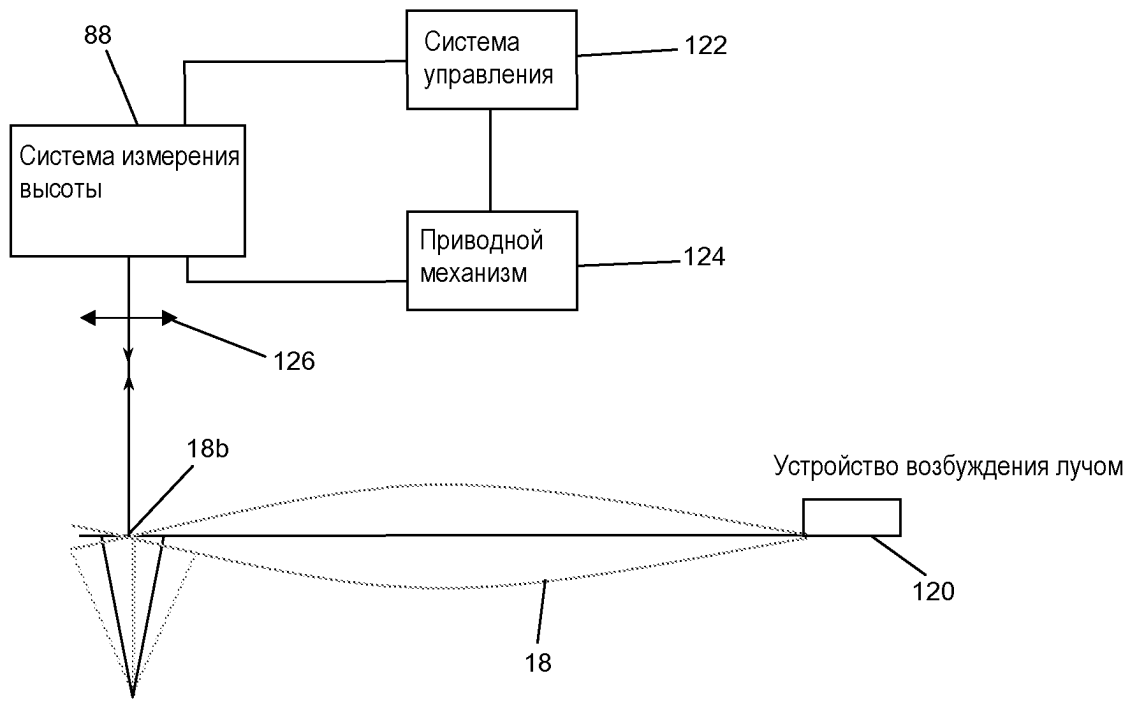 88
Система
управления
122
Система измерения
высоты
Приводной
механизм
124
126
18b
Устройство возбуждения лучом
120
18